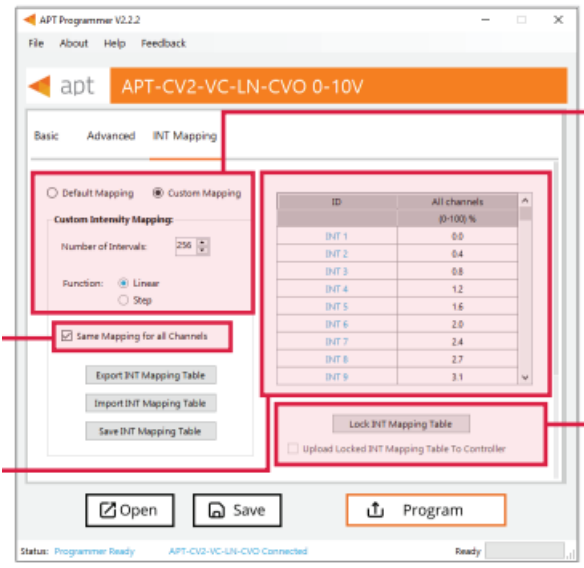 APT Programmer V2.2.2
File About Help Feedback
apt APT-CV2-VC-LN-CVO 0-10V
Basic Advanced INT Mapping
Default Mapping Custom Mapping
Custom Intensity Mapping:
Number of Intervals: 256
Function: Linear
Step
Same Mapping for all Channels
Export INT Mapping Table
Import INT Mapping Table
Save INT Mapping Table
ID All channels
(0-100) %
INT 1 0.0
INT 2 0.4
INT 3 0.8
INT 4 1.2
INT 5 1.6
INT 6 2.0
INT 7 2.4
INT 8 2.7
INT 9 3.1
Lock INT Mapping Table
Upload Locked INT Mapping Table To Controller
Open Save Program
Status: Programmer Ready APT-CV2-VC-LN-CVO Connected Ready